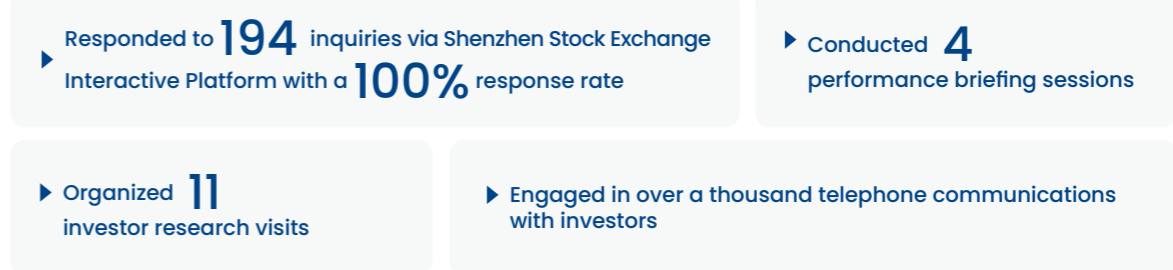 Responded to 194 inquiries via Shenzhen Stock Exchange
Interactive Platform with a 100% response rate
Conducted 4
performance briefing sessions
Organized 11
investor research visits
Engaged in over a thousand telephone communications
with investors